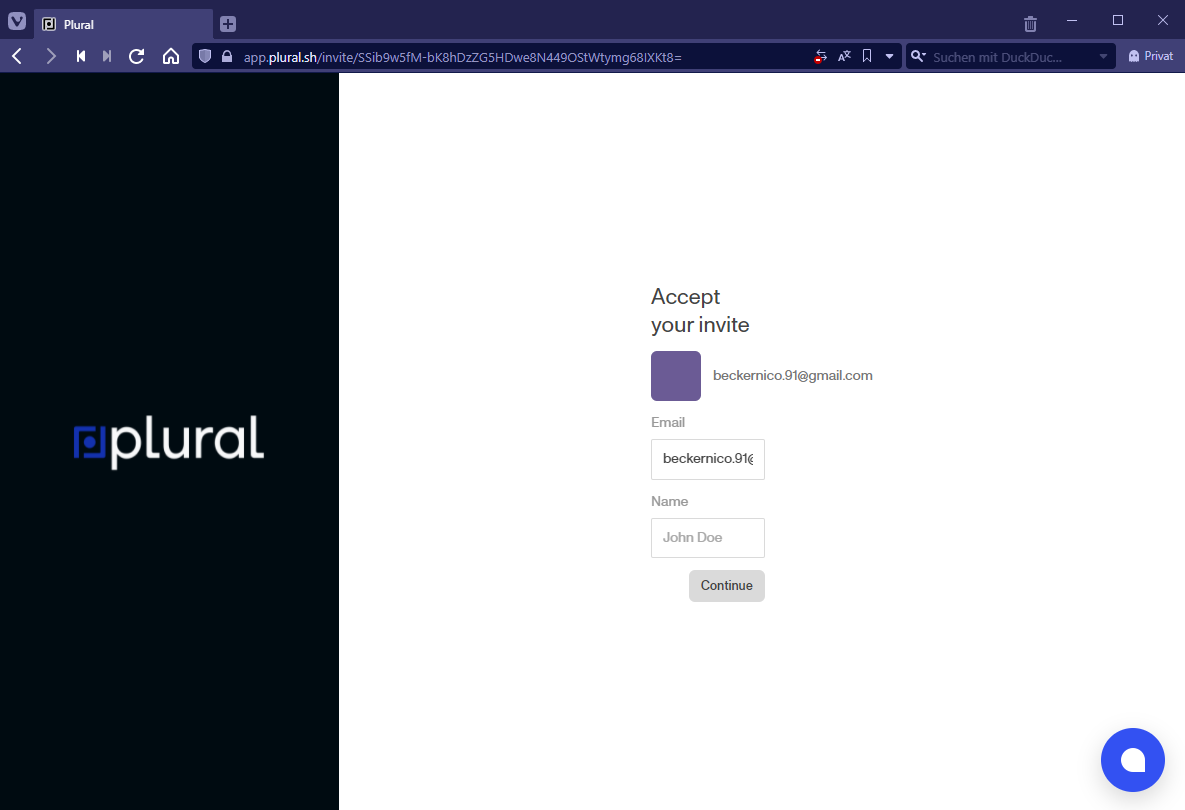 Plural
app.plural.sh/invite/SSib9w5fM-bK8hDzZG5HDwe8N449OStWtymg68IXKt8=
Suchen mit DuckDuc...
Privat
plural
Accept
your invite
beckernico.91@gmail.com
Email
beckernico.91@
Name
John Doe
Continue